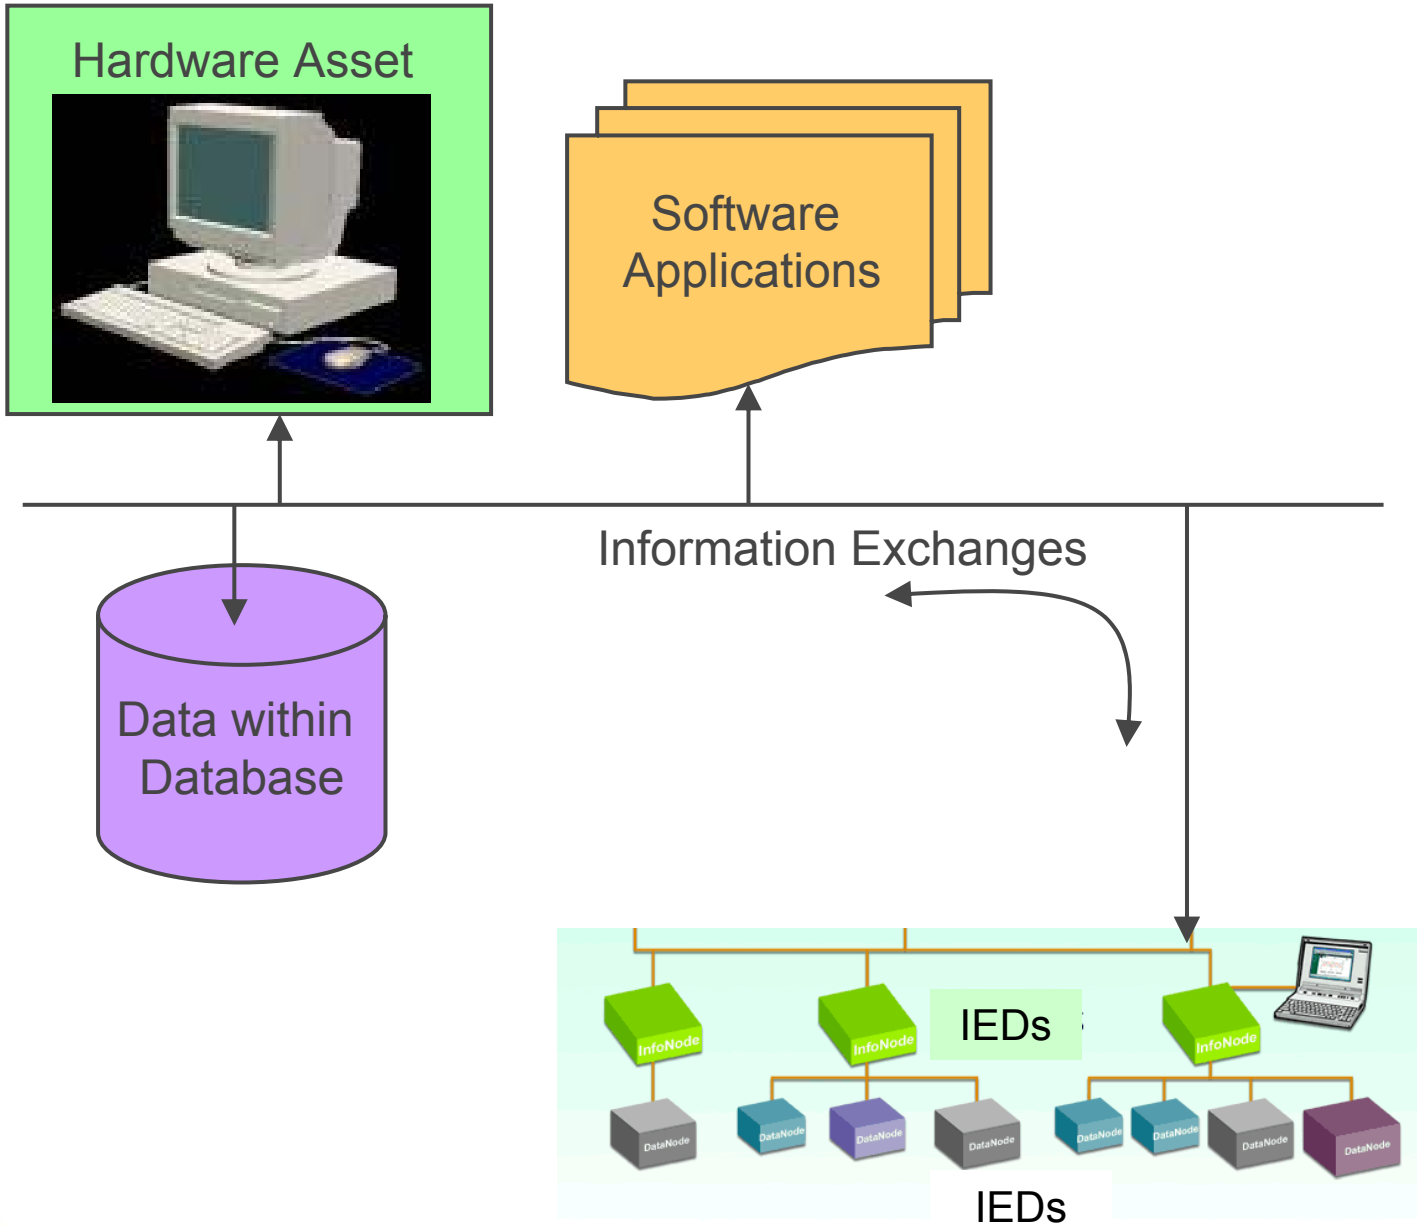 Hardware Asset
Software
Applications
Information Exchanges
Data within
Database
InfoNode
InfoNode
IEDs
InfoNode
DataNode
DataNode
DataNode
DataNode
DataNode
DataNode
DataNode
DataNode
IEDs